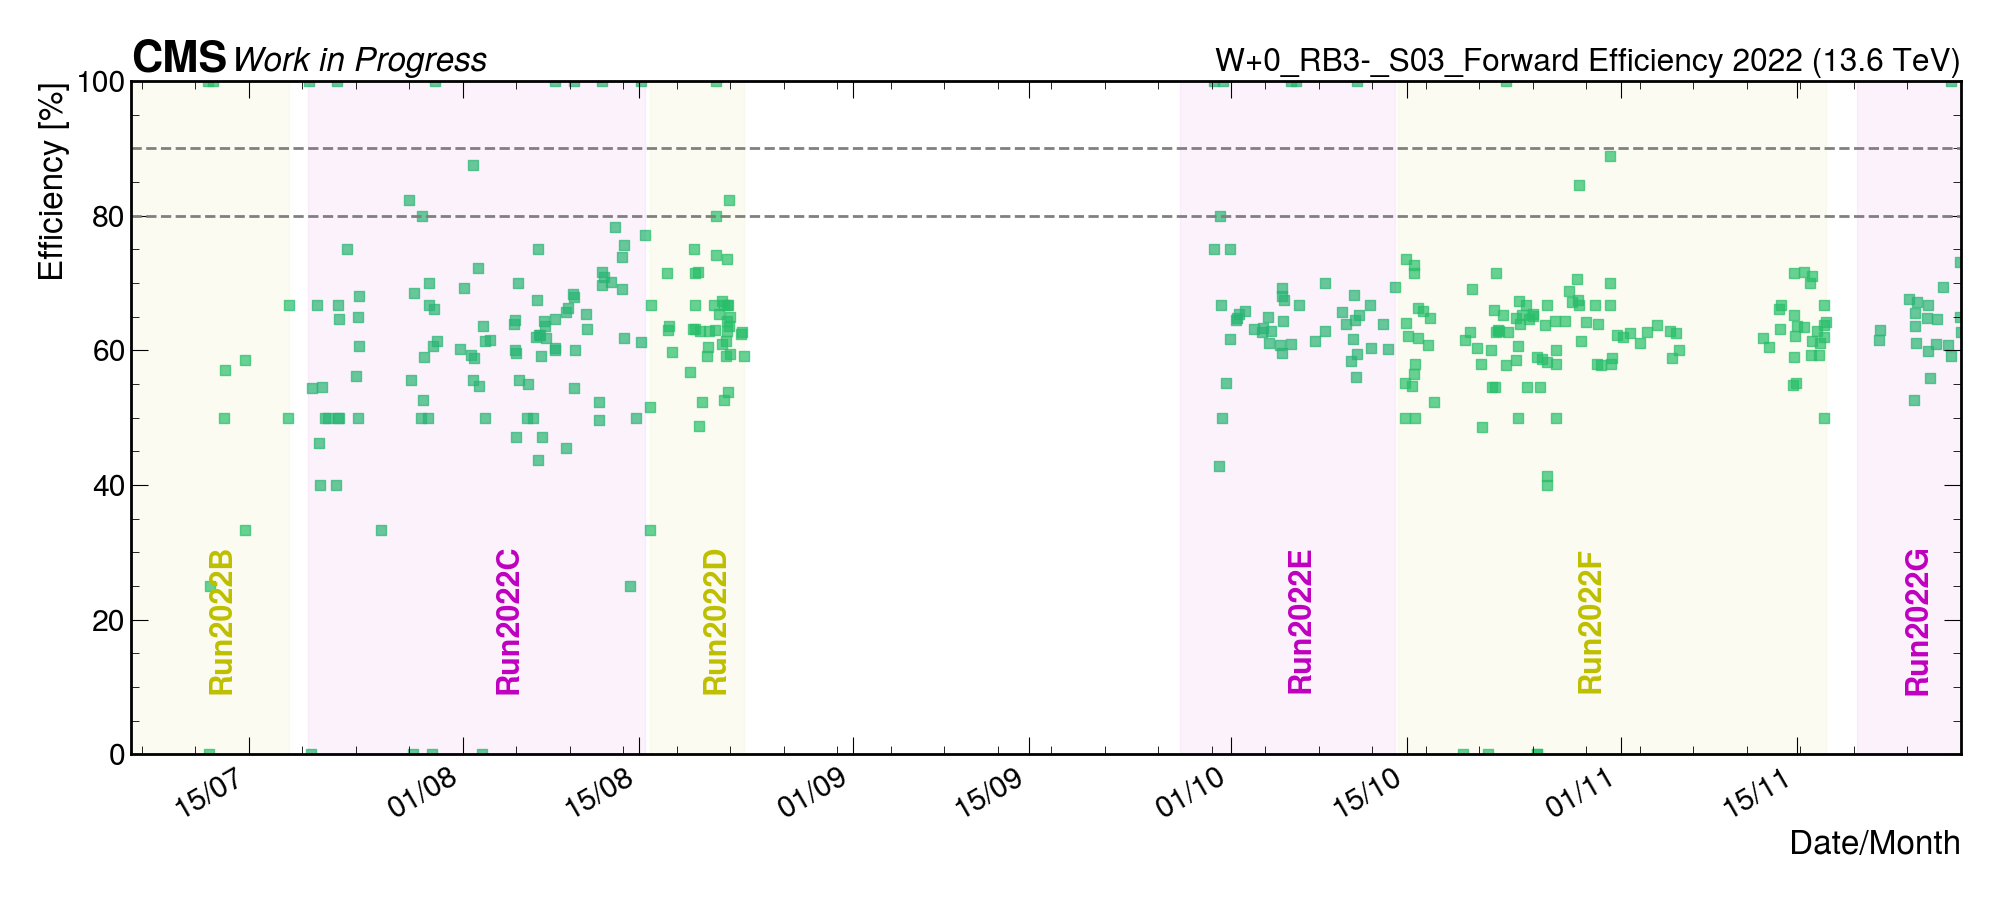 CMS Work in Progress
W+0_RB3-_S03_Forward Efficiency 2022 (13.6 TeV)
Efficiency [%]
100
80
60
40
20
0
Run2022B
Run2022C
Run2022D
Run2022E
Run2022F
Run2022G
15/07
01/08
15/08
01/09
15/09
01/10
15/10
01/11
15/11
Date/Month